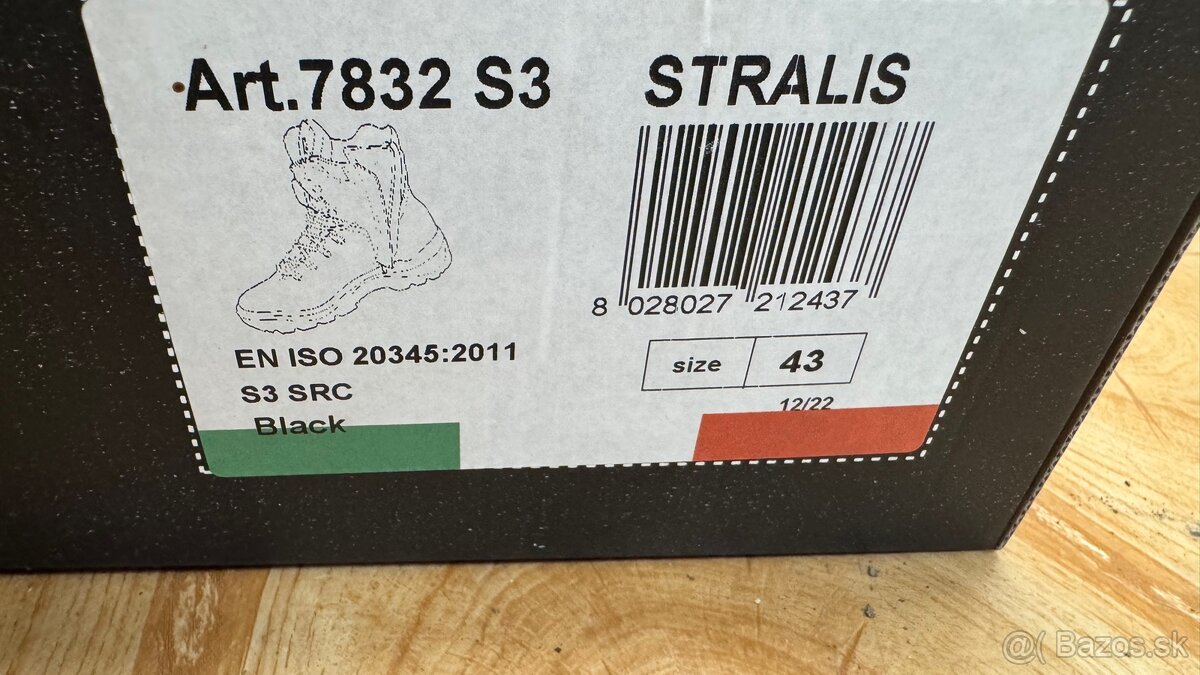 Art.7832 S3
STRALIS
8 028027 212437
EN ISO 20345:2011
S3 SRC
Black
size 43
12/22
@( Bazos.sk